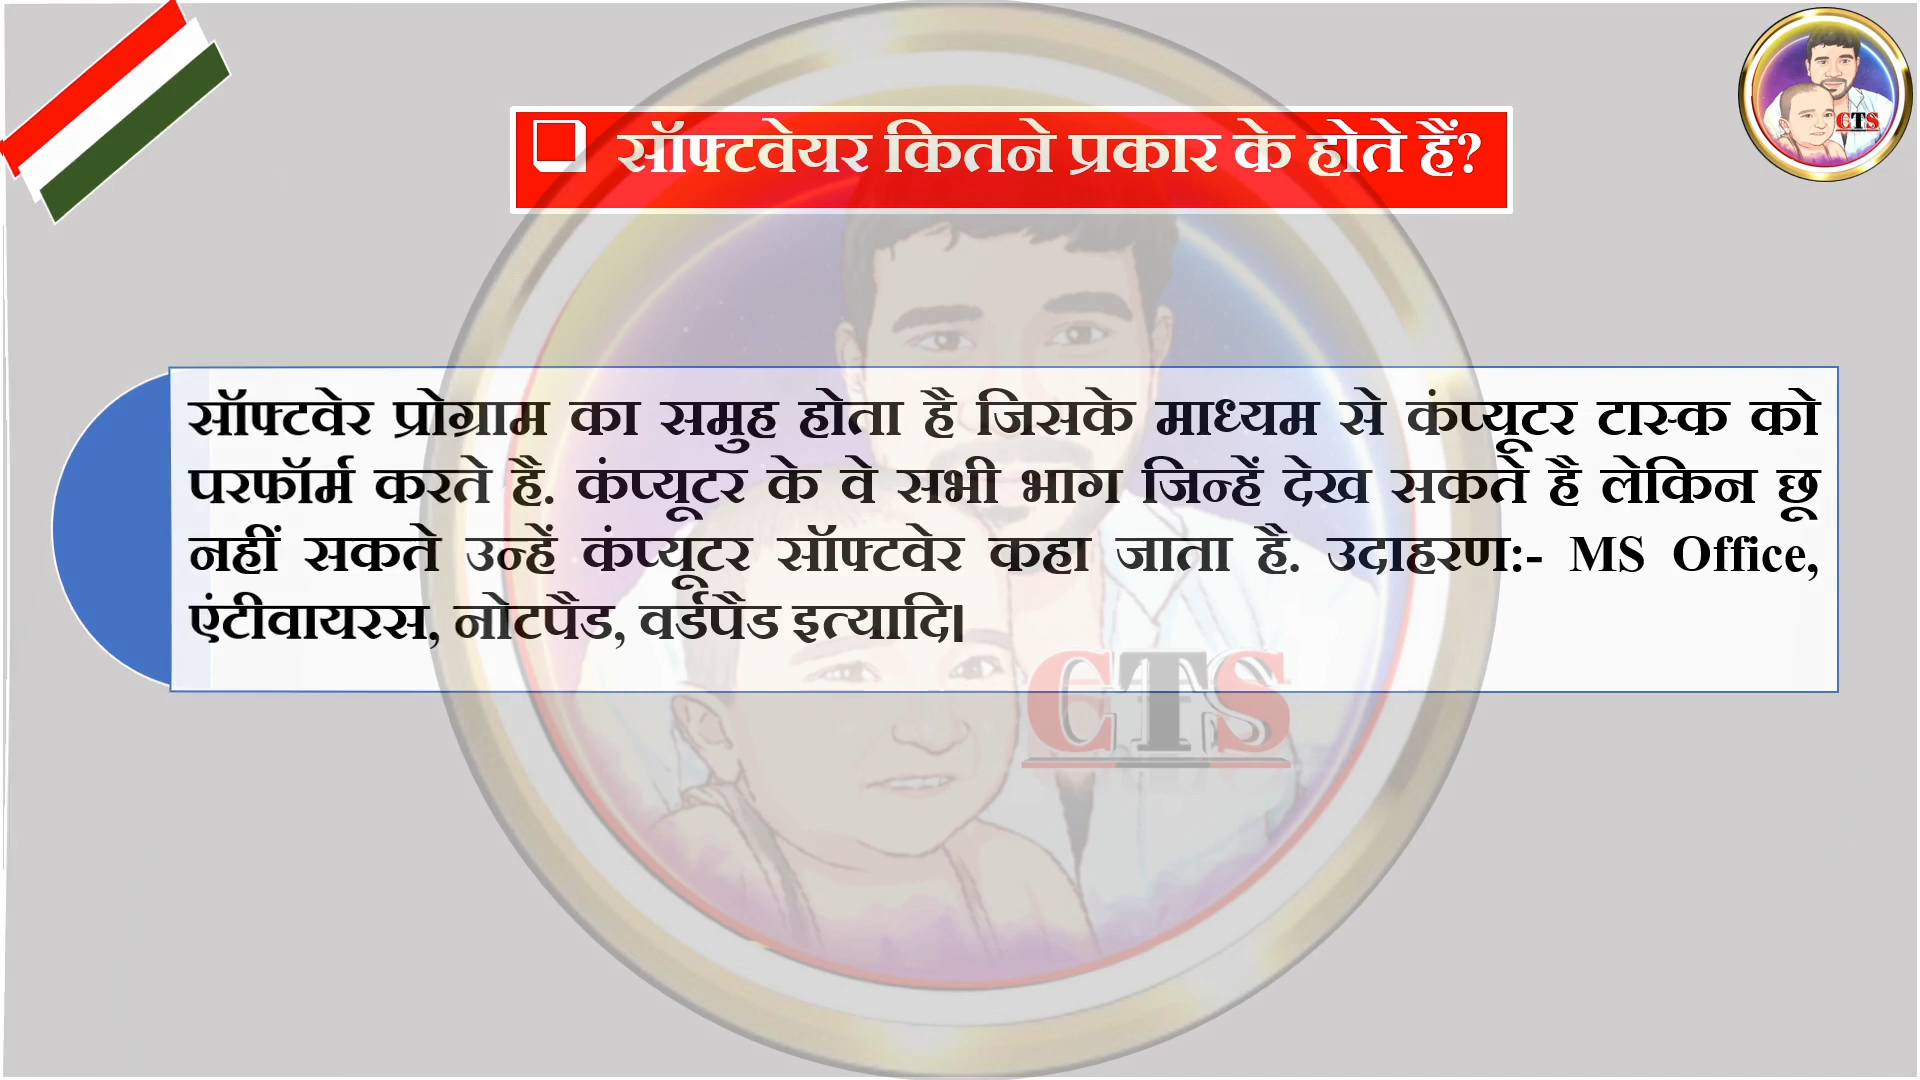 CTS
सॉफ्टवेयर कितने प्रकार के होते हैं?
सॉफ्टवेर प्रोग्राम का समुह होता है जिसके माध्यम से कंप्यूटर टास्क को
परफॉर्म करते है. कंप्यूटर के वे सभी भाग जिन्हें देख सकते है लेकिन छू
नहीं सकते उन्हें कंप्यूटर सॉफ्टवेर कहा जाता है. उदाहरण:- MS Office,
एंटीवायरस, नोटपैड, वर्डपैड इत्यादि।
CTS